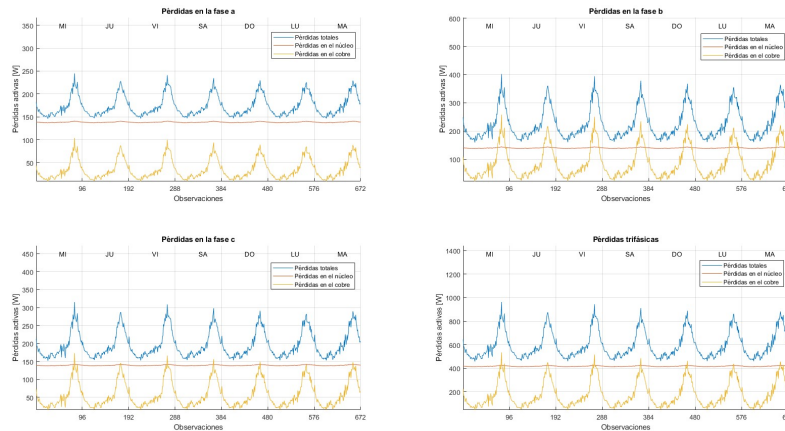 Pèrdidas en la fase a
MI JU VI SA DO LU MA
Pérdidas totales
Pérdidas en el núcleo
Pérdidas en el cobre
Pérdidas activas [W]
350
300
250
200
150
100
50
96 192 288 384 480 576 672
Observaciones
Pèrdidas en la fase b
MI JU VI SA DO LU MA
Pérdidas totales
Pérdidas en el núcleo
Pérdidas en el cobre
Pérdidas activas [W]
600
500
400
300
200
100
96 192 288 384 480 576 67
Observaciones
Pèrdidas en la fase c
MI JU VI SA DO LU MA
Pérdidas totales
Pérdidas en el núcleo
Pérdidas en el cobre
Pérdidas activas [W]
450
400
350
300
250
200
150
100
50
96 192 288 384 480 576 672
Observaciones
Pèrdidas trifásicas
MI JU VI SA DO LU MA
Pérdidas totales
Pérdidas en el núcleo
Pérdidas en el cobre
Pérdidas activas [W]
1400
1200
1000
800
600
400
200
96 192 288 384 480 576 67
Observaciones